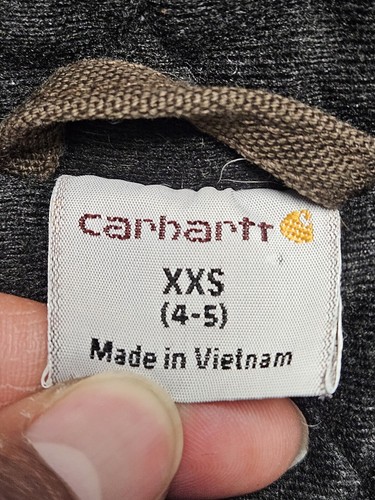 carhartt
XXS
(4-5)
Made in Vietnam